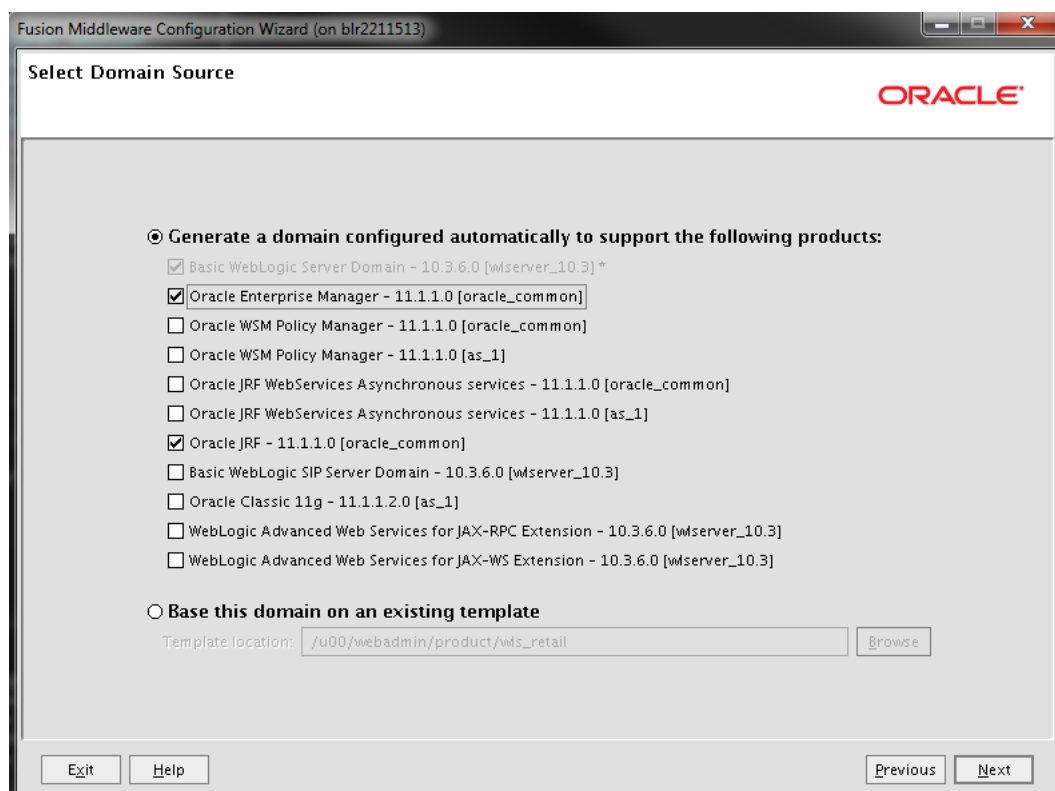 Fusion Middleware Configuration Wizard (on blr2211513)
Select Domain Source
ORACLE
Generate a domain configured automatically to support the following products:
Basic WebLogic Server Domain - 10.3.6.0 [wlserver_10.3] *
Oracle Enterprise Manager - 11.1.1.0 [oracle_common]
Oracle WSM Policy Manager - 11.1.1.0 [oracle_common]
Oracle WSM Policy Manager - 11.1.1.0 [as_1]
Oracle JRF WebServices Asynchronous services - 11.1.1.0 [oracle_common]
Oracle JRF WebServices Asynchronous services - 11.1.1.0 [as_1]
Oracle JRF - 11.1.1.0 [oracle_common]
Basic WebLogic SIP Server Domain - 10.3.6.0 [wlserver_10.3]
Oracle Classic 11g - 11.1.1.2.0 [as_1]
WebLogic Advanced Web Services for JAX-RPC Extension - 10.3.6.0 [wlserver_10.3]
WebLogic Advanced Web Services for JAX-WS Extension - 10.3.6.0 [wlserver_10.3]
Base this domain on an existing template
Template location: /u00/webadmin/product/wls_retail Browse
Exit Help Previous Next